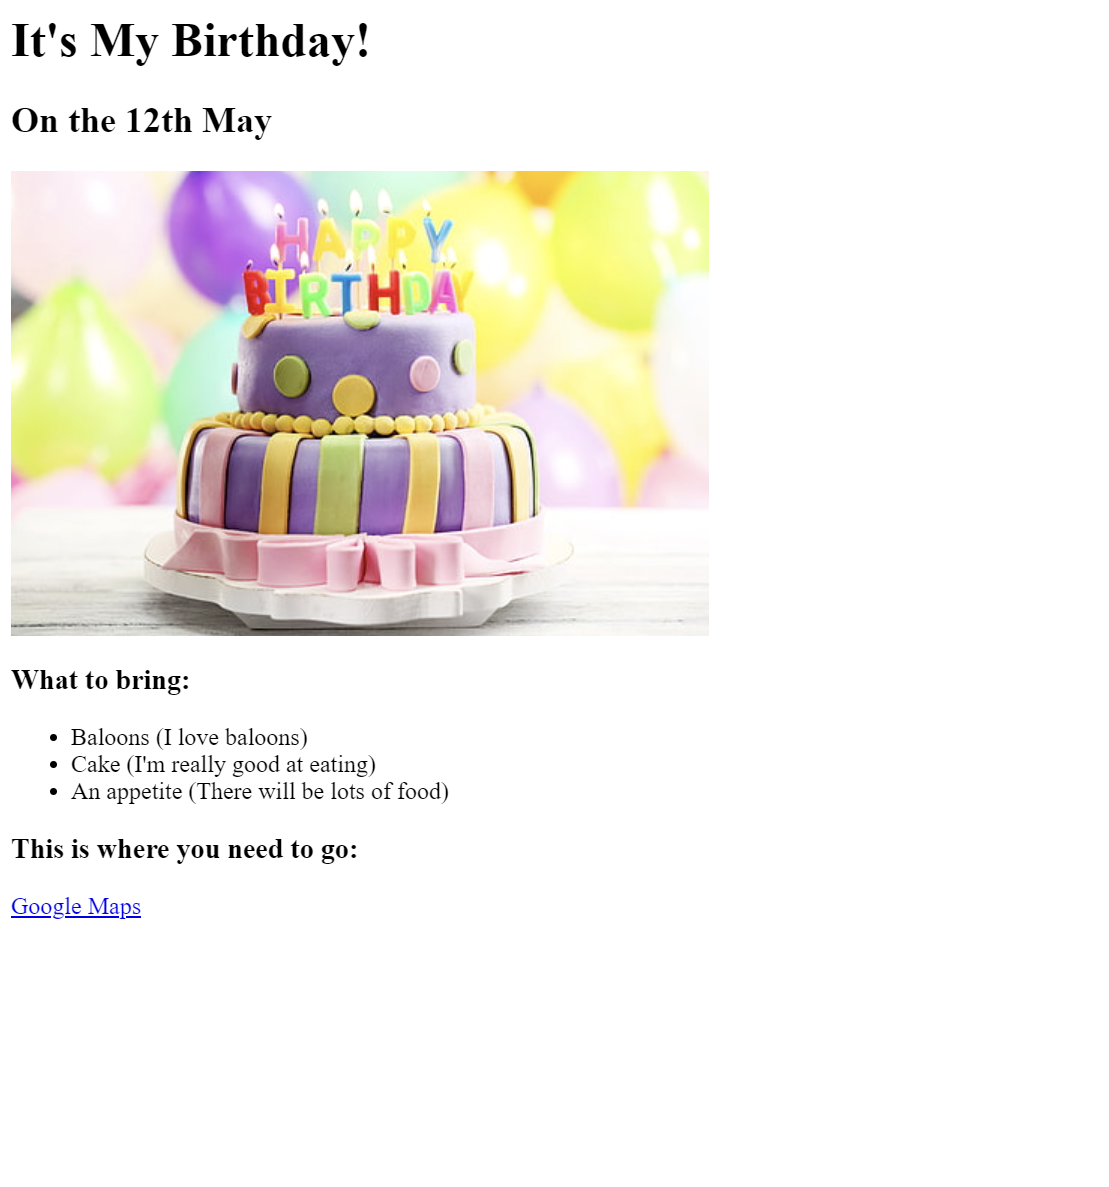 It's My Birthday!
On the 12th May
HAPPY
BIRTHDAY
What to bring:
• Baloons (I love baloons)
• Cake (I'm really good at eating)
• An appetite (There will be lots of food)
This is where you need to go:
Google Maps